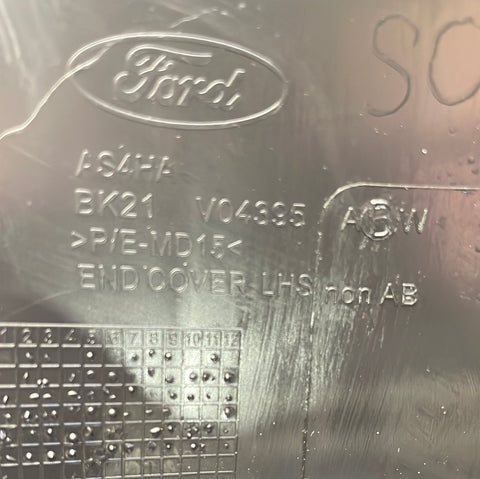 Ford
SO
AS4HA
BK21 V04395 ABW
>P/E-MD15<
END COVER LHS non AB
1 2 3 4 5 6 7 8 9 10 11 12